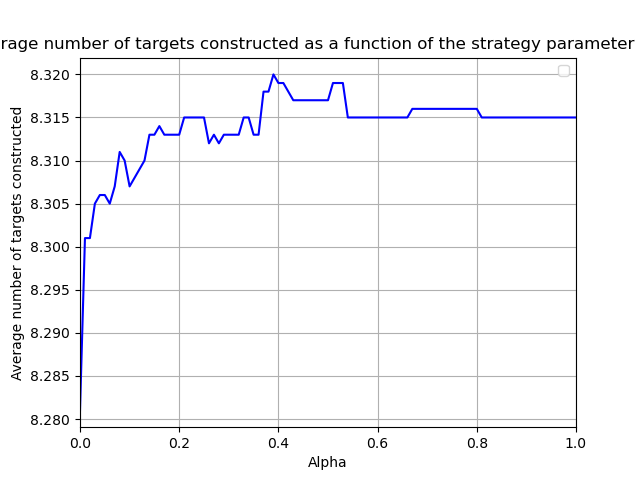 rage number of targets constructed as a function of the strategy parameter
8.320
8.315
8.310
8.305
8.300
8.295
8.290
8.285
8.280
Average number of targets constructed
0.0 0.2 0.4 0.6 0.8 1.0
Alpha